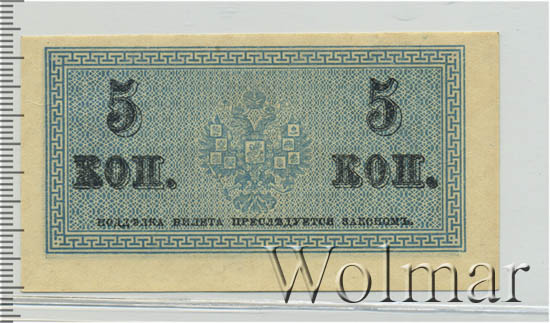 5 5
КОП. КОП.
ПОДДѢЛКА БИЛЕТА ПРЕСЛѢДУЕТСЯ ЗАКОНОМЪ.
Wolmar